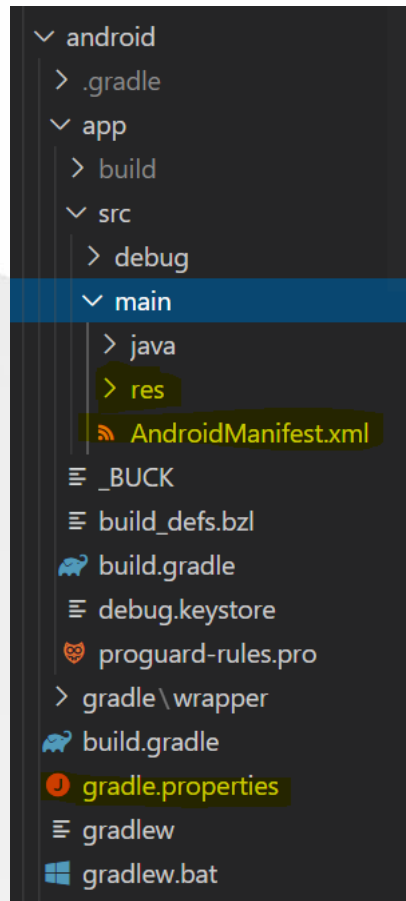 android
.gradle
app
build
src
debug
main
java
res
AndroidManifest.xml
_BUCK
build_defs.bzl
build.gradle
debug.keystore
proguard-rules.pro
gradle\wrapper
build.gradle
J gradle.properties
gradlew
gradlew.bat